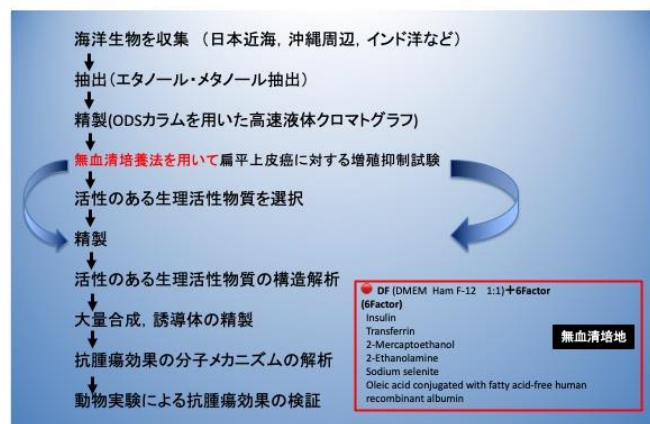 海洋生物を収集 （日本近海, 沖縄周辺, インド洋など）
抽出（エタノール・メタノール抽出）
精製(ODSカラムを用いた高速液体クロマトグラフ)
無血清培養法を用いて扁平上皮癌に対する増殖抑制試験
活性のある生理活性物質を選択
精製
活性のある生理活性物質の構造解析
大量合成, 誘導体の精製
抗腫瘍効果の分子メカニズムの解析
動物実験による抗腫瘍効果の検証
DF (DMEM Ham F-12 1:1)＋6Factor
(6Factor)
Insulin
Transferrin
2-Mercaptoethanol
2-Ethanolamine
Sodium selenite
Oleic acid conjugated with fatty acid-free human
recombinant albumin
無血清培地